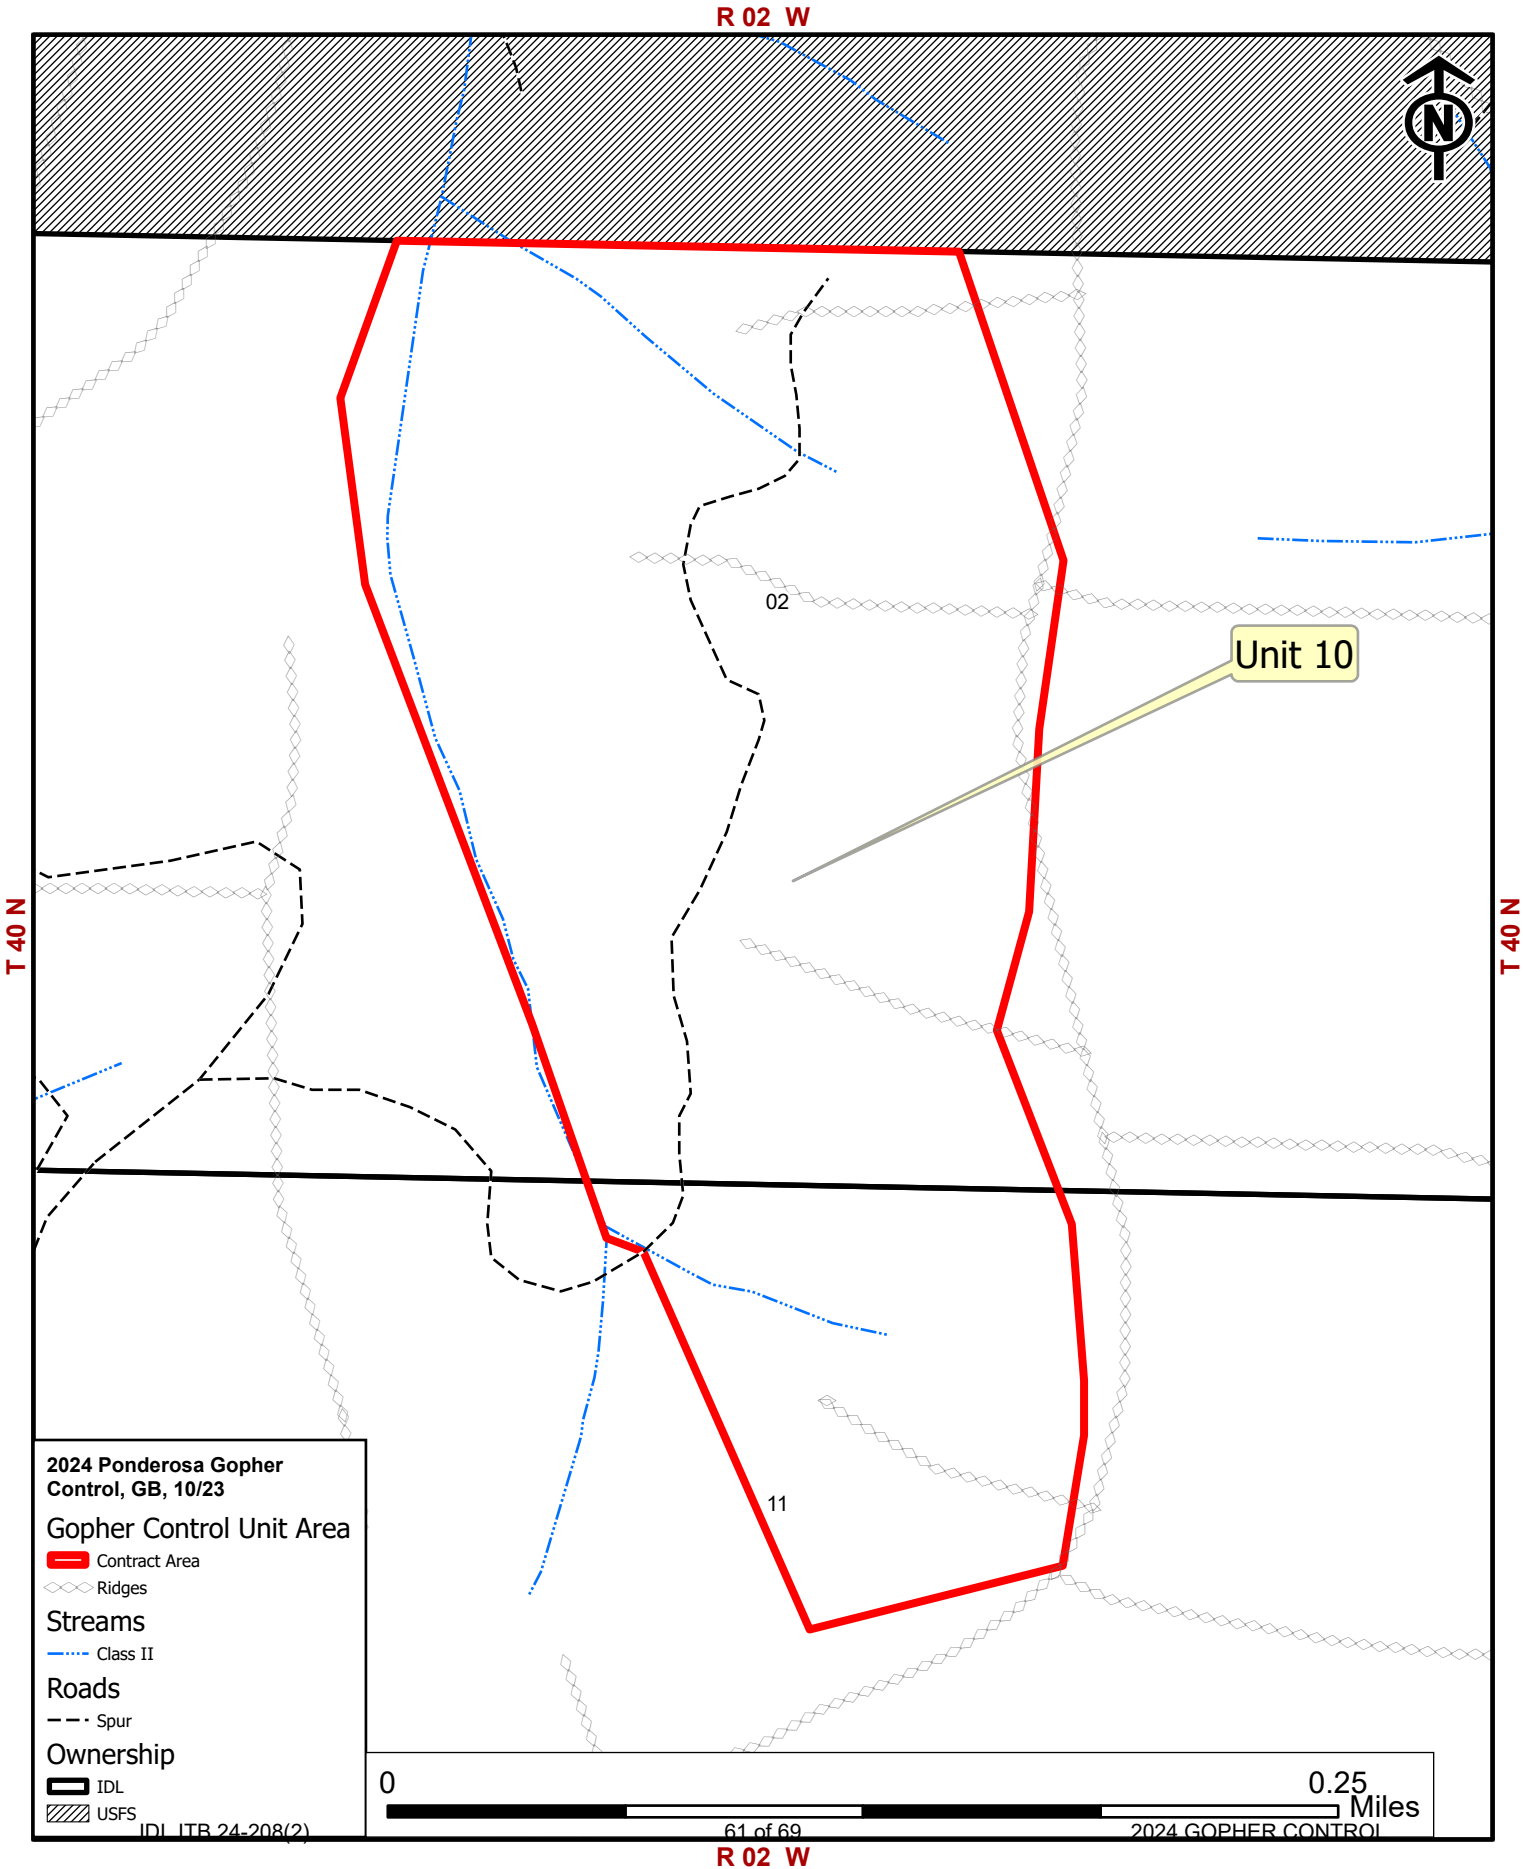 R 02 W
N
02
Unit 10
T 40 N
T 40 N
11
2024 Ponderosa Gopher
Control, GB, 10/23
Gopher Control Unit Area
Contract Area
Ridges
Streams
Class II
Roads
Spur
Ownership
IDL
USFS
0 0.25
Miles
IDL ITB 24-208(2) 61 of 69 2024 GOPHER CONTROL
R 02 W